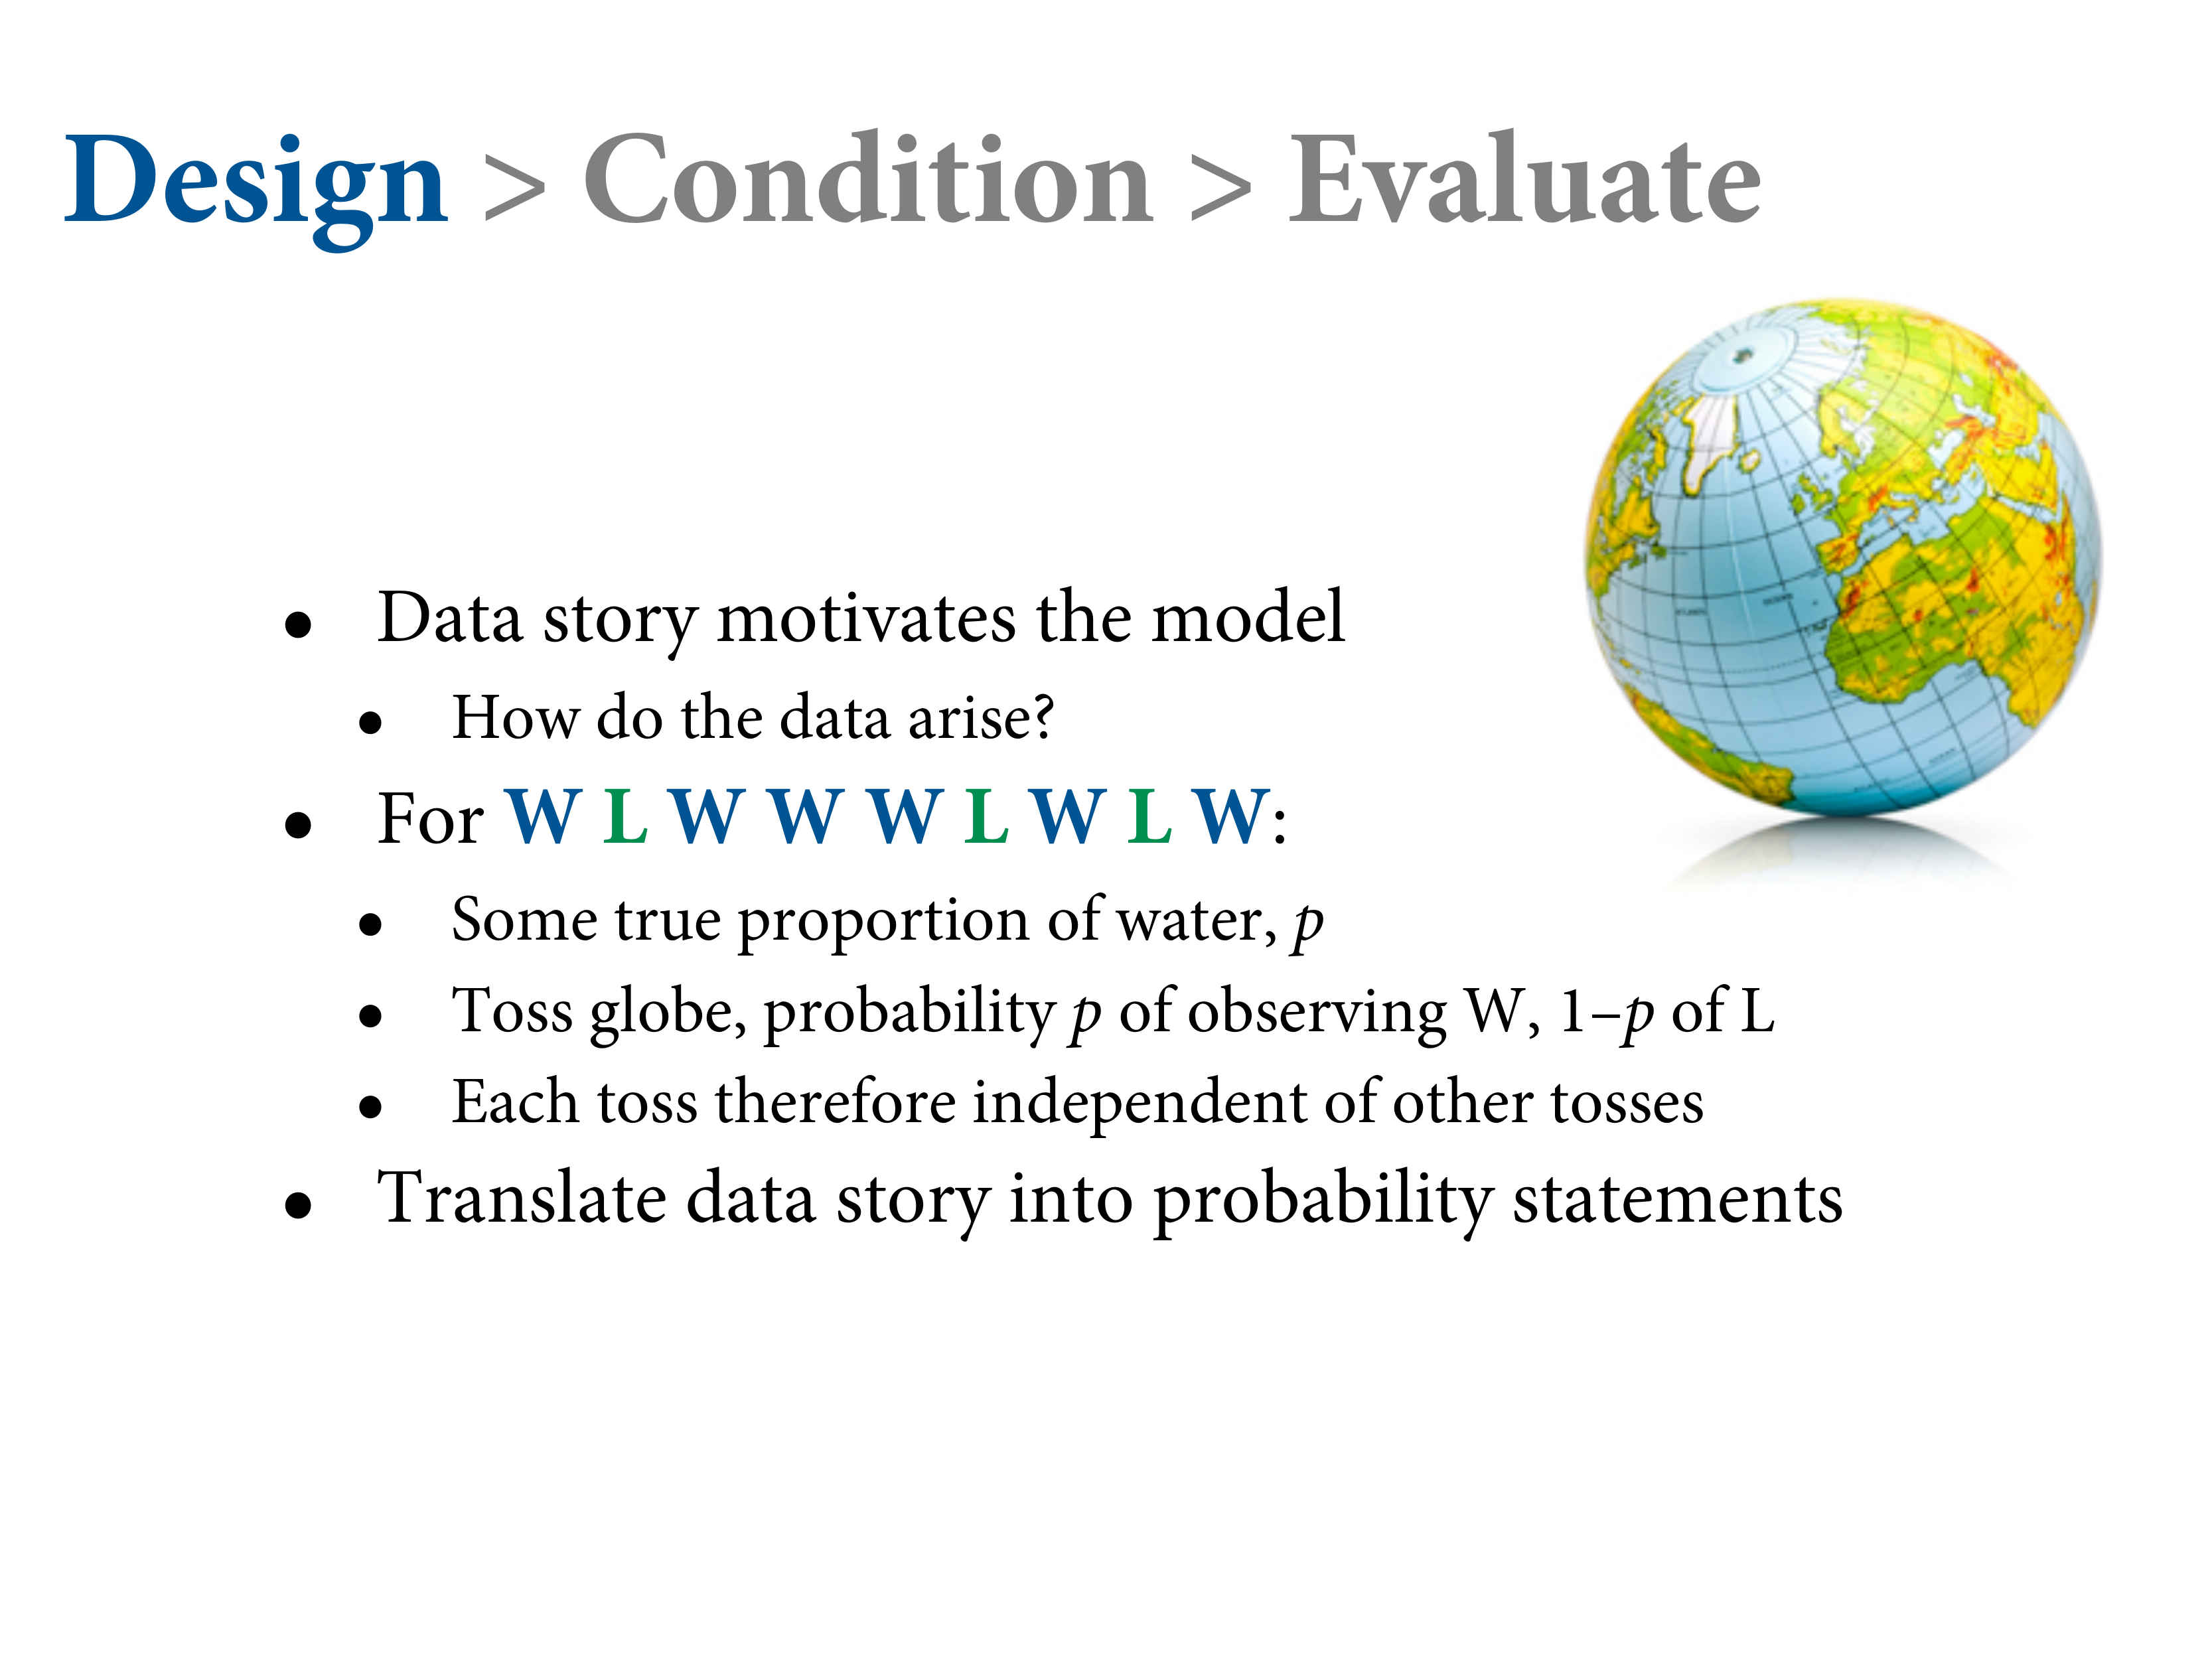 Design > Condition > Evaluate
• Data story motivates the model
• How do the data arise?
• For W L W W W L W L W:
• Some true proportion of water, p
• Toss globe, probability p of observing W, 1–p of L
• Each toss therefore independent of other tosses
• Translate data story into probability statements